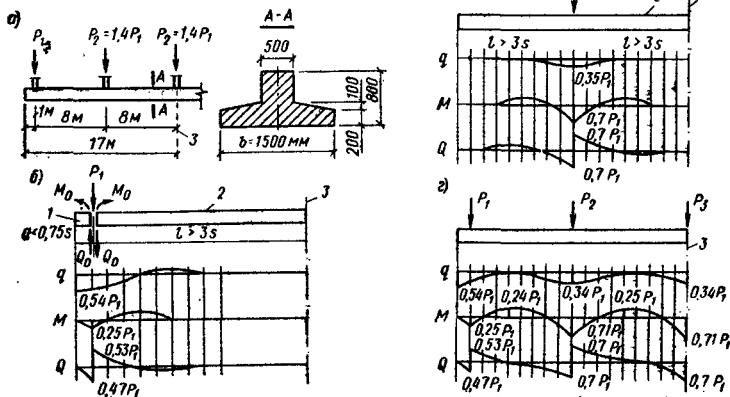 а)
P₁ P₂=1,4P₁ P₂=1,4P₁
A
A
1м
8м 8м 3
17м
A-A
500
100
880
200
b=1500 мм
б)
P₁
M₀ M₀
1 2 3
a<0,75s l>3s
Q₀ Q₀
q
0,54P₁
M
0,25P₁
0,53P₁
Q
0,47P₁
l>3s l>3s
q
0,35P₁
M
0,7P₁
0,7P₁
Q
0,7P₁
г)
P₁ P₂ P₃
3
q
0,54P₁ 0,24P₁ 0,34P₁ 0,25P₁ 0,34P₁
M
0,25P₁ 0,71P₁ 0,71P₁
0,53P₁ 0,7P₁
Q
0,47P₁ 0,7P₁ 0,7P₁